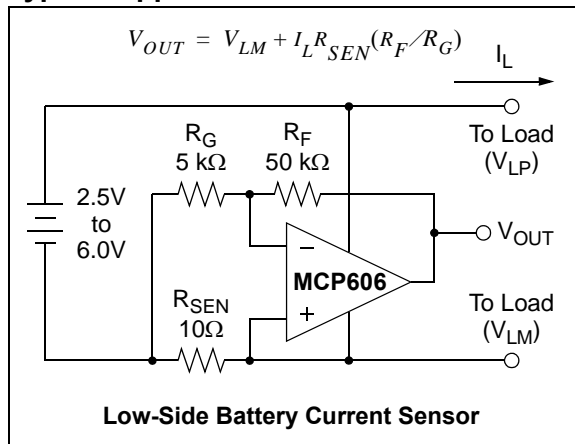 V_OUT = V_LM + I_L R_SEN (R_F/R_G)
I_L
R_G
5 kΩ
R_F
50 kΩ
To Load
(V_LP)
2.5V
to
6.0V
−
V_OUT
MCP606
+
R_SEN
10Ω
To Load
(V_LM)
Low-Side Battery Current Sensor